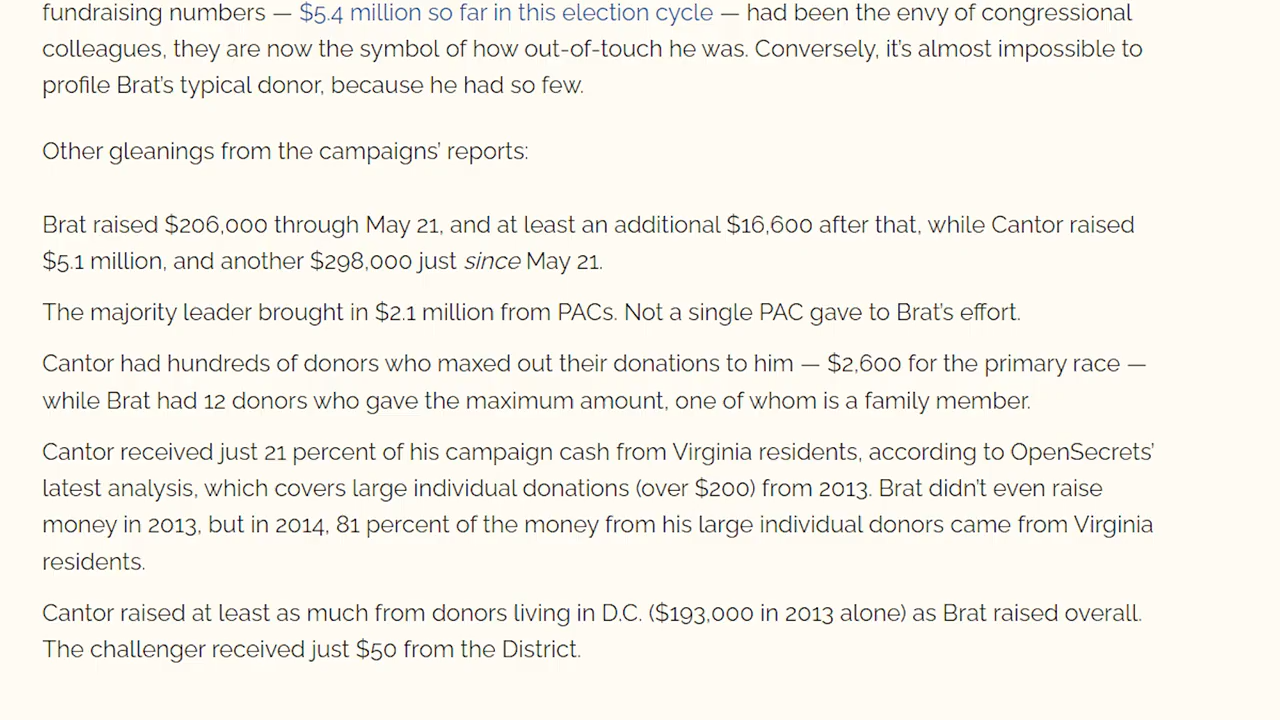 fundraising numbers — $5.4 million so far in this election cycle — had been the envy of congressional
colleagues, they are now the symbol of how out-of-touch he was. Conversely, it’s almost impossible to
profile Brat’s typical donor, because he had so few.
Other gleanings from the campaigns’ reports:
Brat raised $206,000 through May 21, and at least an additional $16,600 after that, while Cantor raised
$5.1 million, and another $298,000 just since May 21.
The majority leader brought in $2.1 million from PACs. Not a single PAC gave to Brat’s effort.
Cantor had hundreds of donors who maxed out their donations to him — $2,600 for the primary race —
while Brat had 12 donors who gave the maximum amount, one of whom is a family member.
Cantor received just 21 percent of his campaign cash from Virginia residents, according to OpenSecrets’
latest analysis, which covers large individual donations (over $200) from 2013. Brat didn’t even raise
money in 2013, but in 2014, 81 percent of the money from his large individual donors came from Virginia
residents.
Cantor raised at least as much from donors living in D.C. ($193,000 in 2013 alone) as Brat raised overall.
The challenger received just $50 from the District.